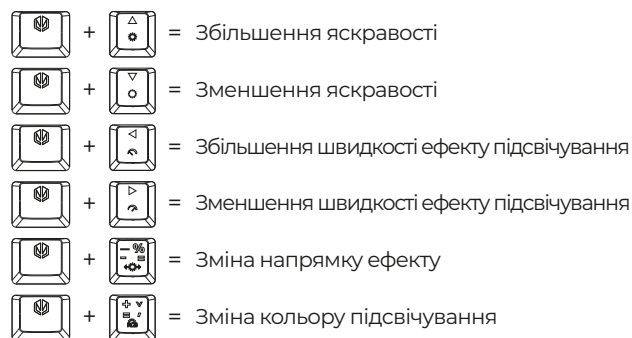 + = Збільшення яскравості
+ = Зменшення яскравості
+ = Збільшення швидкості ефекту підсвічування
+ = Зменшення швидкості ефекту підсвічування
+ - % - = = Зміна напрямку ефекту
+ = Зміна кольору підсвічування